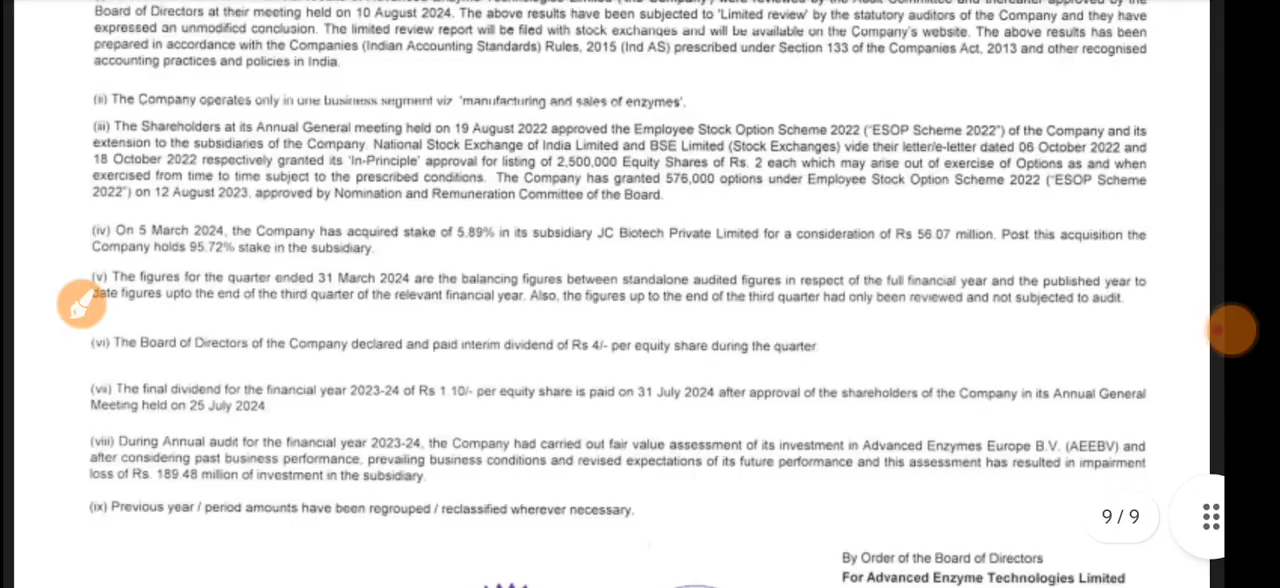 Board of Directors at their meeting held on 10 August 2024. The above results have been subjected to 'Limited review' by the statutory auditors of the Company and they have
expressed an unmodified conclusion. The limited review report will be filed with stock exchanges and will be available on the Company's website. The above results has been
prepared in accordance with the Companies (Indian Accounting Standards) Rules, 2015 (Ind AS) prescribed under Section 133 of the Companies Act, 2013 and other recognised
accounting practices and policies in India.
(ii) The Company operates only in one business segment viz 'manufacturing and sales of enzymes'.
(iii) The Shareholders at its Annual General meeting held on 19 August 2022 approved the Employee Stock Option Scheme 2022 ("ESOP Scheme 2022") of the Company and its
extension to the subsidiaries of the Company. National Stock Exchange of India Limited and BSE Limited (Stock Exchanges) vide their letter/e-letter dated 06 October 2022 and
18 October 2022 respectively granted its 'In-Principle' approval for listing of 2,500,000 Equity Shares of Rs. 2 each which may arise out of exercise of Options as and when
exercised from time to time subject to the prescribed conditions. The Company has granted 576,000 options under Employee Stock Option Scheme 2022 ("ESOP Scheme
2022") on 12 August 2023, approved by Nomination and Remuneration Committee of the Board.
(iv) On 5 March 2024, the Company has acquired stake of 5.89% in its subsidiary JC Biotech Private Limited for a consideration of Rs 56.07 million. Post this acquisition the
Company holds 95.72% stake in the subsidiary.
(v) The figures for the quarter ended 31 March 2024 are the balancing figures between standalone audited figures in respect of the full financial year and the published year to
date figures upto the end of the third quarter of the relevant financial year. Also, the figures up to the end of the third quarter had only been reviewed and not subjected to audit.
(vi) The Board of Directors of the Company declared and paid interim dividend of Rs 4/- per equity share during the quarter.
(vii) The final dividend for the financial year 2023-24 of Rs 1.10/- per equity share is paid on 31 July 2024 after approval of the shareholders of the Company in its Annual General
Meeting held on 25 July 2024
(viii) During Annual audit for the financial year 2023-24, the Company had carried out fair value assessment of its investment in Advanced Enzymes Europe B.V. (AEEBV) and
after considering past business performance, prevailing business conditions and revised expectations of its future performance and this assessment has resulted in impairment
loss of Rs. 189.48 million of investment in the subsidiary.
(ix) Previous year / period amounts have been regrouped / reclassified wherever necessary.
9 / 9
By Order of the Board of Directors
For Advanced Enzyme Technologies Limited